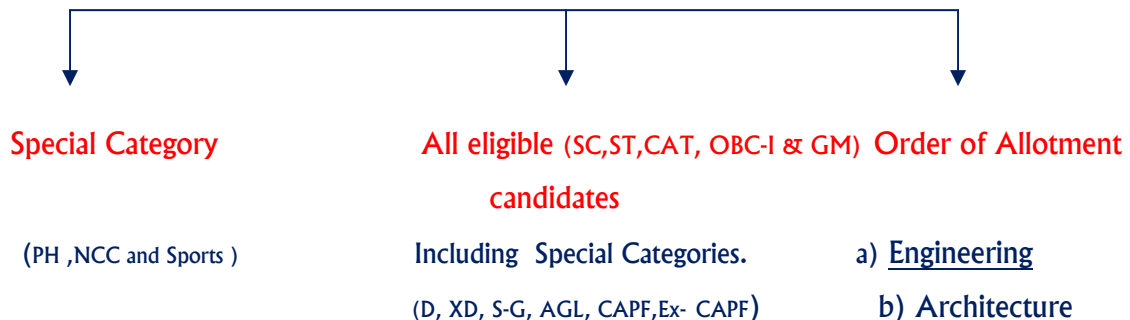 Special Category
All eligible (SC,ST,CAT, OBC-I & GM) Order of Allotment
candidates
(PH ,NCC and Sports )
Including Special Categories.
a) Engineering
(D, XD, S-G, AGL, CAPF,Ex- CAPF)
b) Architecture